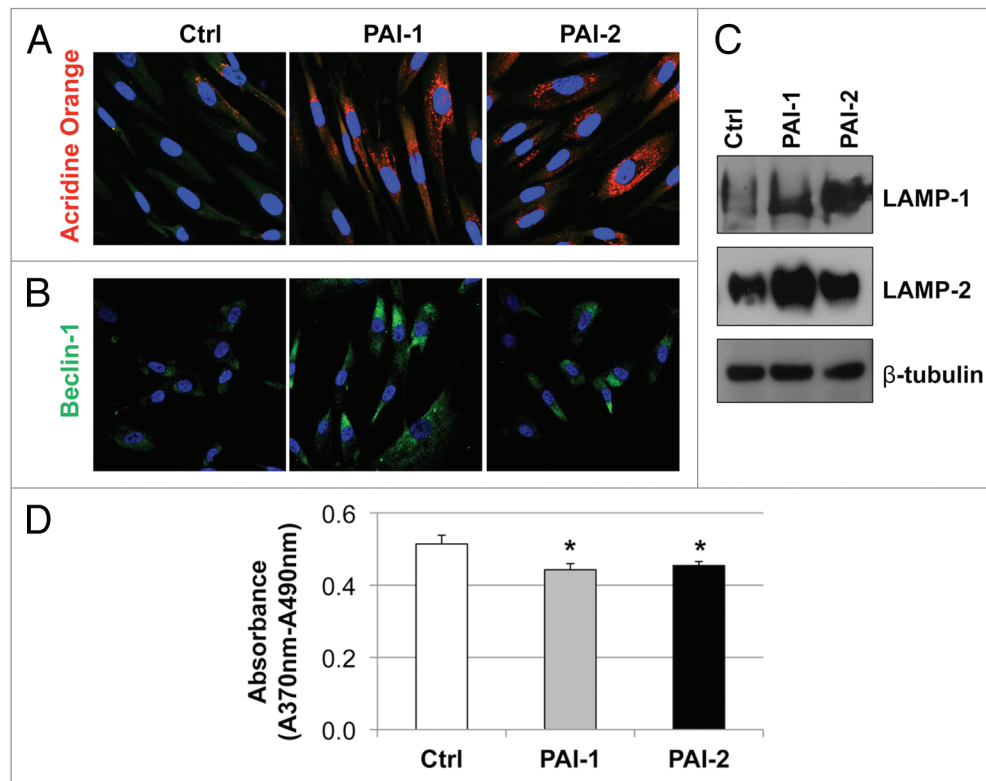 A
Ctrl
PAI-1
PAI-2
Acridine Orange
B
Beclin-1
C
Ctrl
PAI-1
PAI-2
LAMP-1
LAMP-2
β-tubulin
D
Absorbance
(A370nm-A490nm)
0.6
0.4
0.2
0.0
*
*
Ctrl
PAI-1
PAI-2